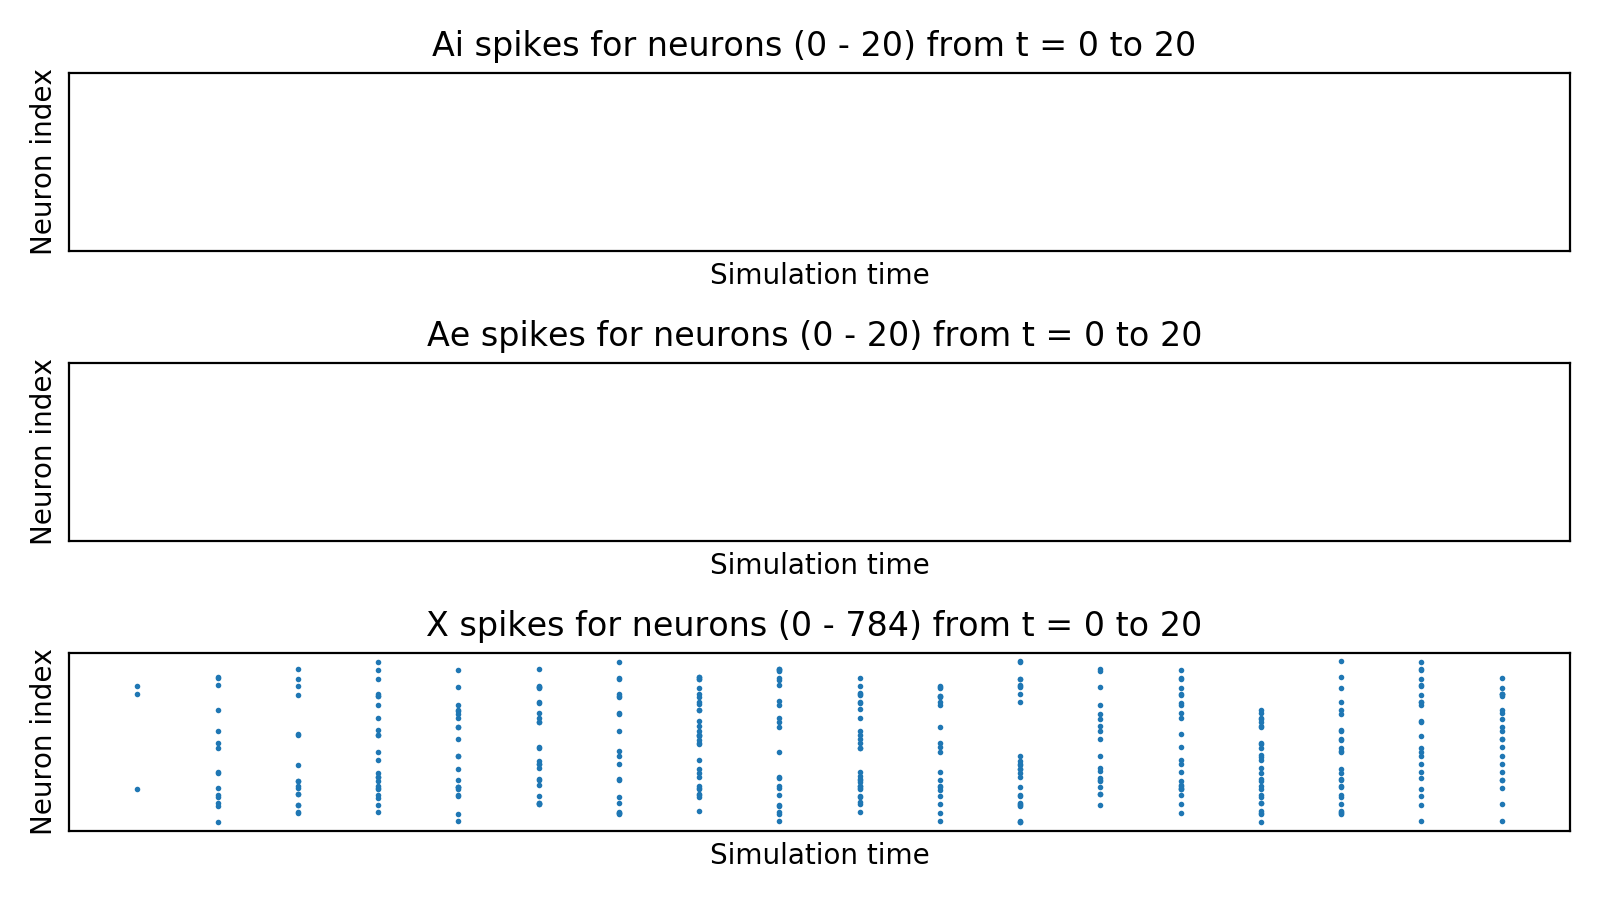 Ai spikes for neurons (0 - 20) from t = 0 to 20
Neuron index
Simulation time
Ae spikes for neurons (0 - 20) from t = 0 to 20
Neuron index
Simulation time
X spikes for neurons (0 - 784) from t = 0 to 20
Neuron index
Simulation time